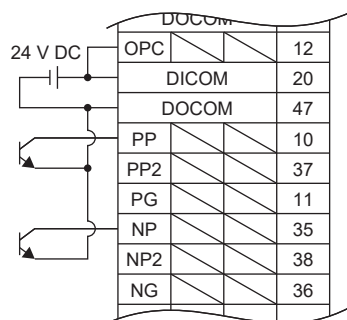 DOCOM
24 V DC
OPC 12
DICOM 20
DOCOM 47
PP 10
PP2 37
PG 11
NP 35
NP2 38
NG 36